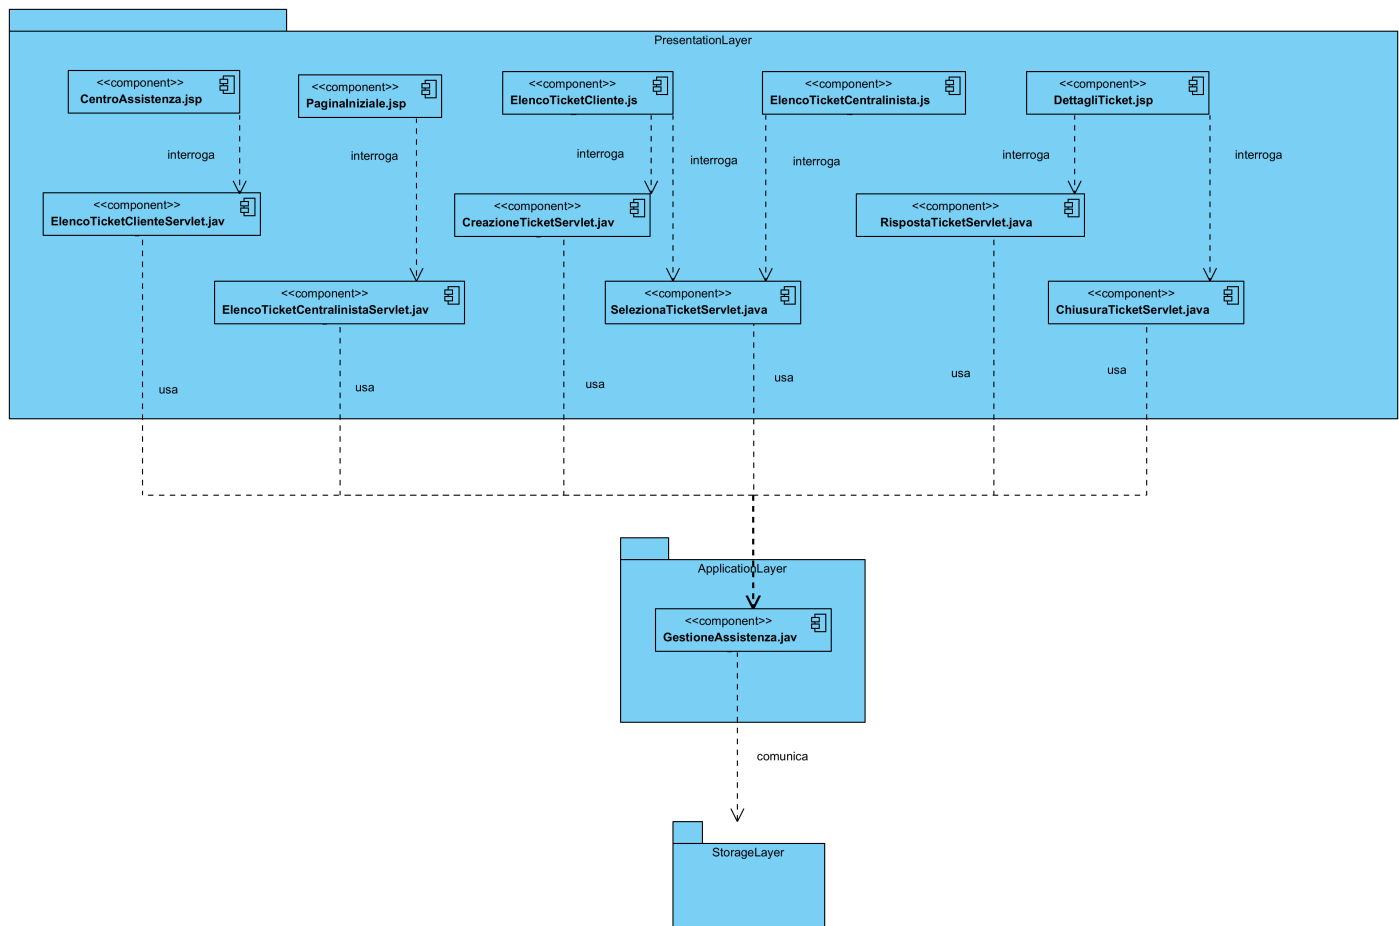 PresentationLayer
<<component>>
CentroAssistenza.jsp
<<component>>
PaginaIniziale.jsp
<<component>>
ElencoTicketCliente.js
<<component>>
ElencoTicketCentralinista.js
<<component>>
DettagliTicket.jsp
interroga
interroga
interroga
interroga
interroga
interroga
interroga
<<component>>
ElencoTicketClienteServlet.jav
<<component>>
CreazioneTicketServlet.jav
<<component>>
RispostaTicketServlet.java
<<component>>
ElencoTicketCentralinistaServlet.jav
<<component>>
SelezionaTicketServlet.java
<<component>>
ChiusuraTicketServlet.java
usa
usa
usa
usa
usa
usa
ApplicationLayer
<<component>>
GestioneAssistenza.jav
comunica
StorageLayer